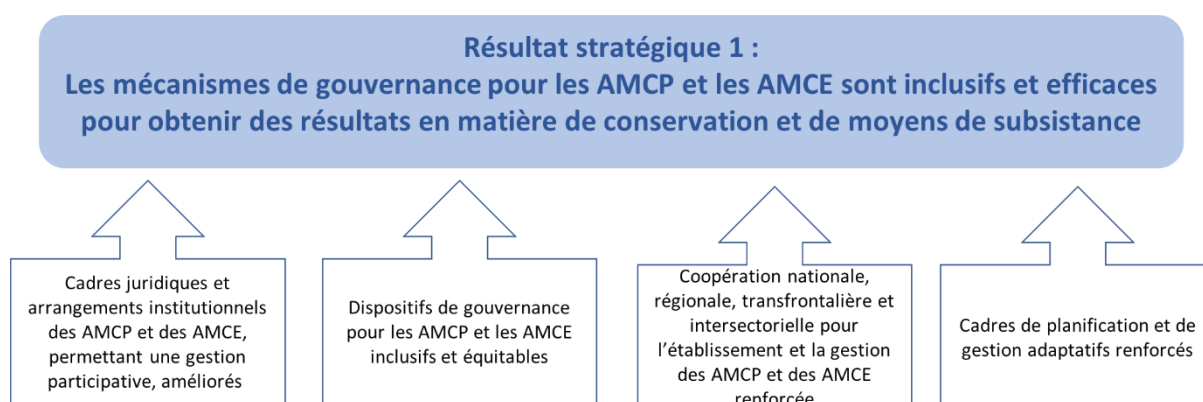 Résultat stratégique 1 :
Les mécanismes de gouvernance pour les AMCP et les AMCE sont inclusifs et efficaces
pour obtenir des résultats en matière de conservation et de moyens de subsistance
Cadres juridiques et
arrangements institutionnels
des AMCP et des AMCE,
permettant une gestion
participative, améliorés
Dispositifs de gouvernance
pour les AMCP et les AMCE
inclusifs et équitables
Coopération nationale,
régionale, transfrontalière et
intersectorielle pour
l’établissement et la gestion
des AMCP et des AMCE
renforcée
Cadres de planification et de
gestion adaptatifs renforcés